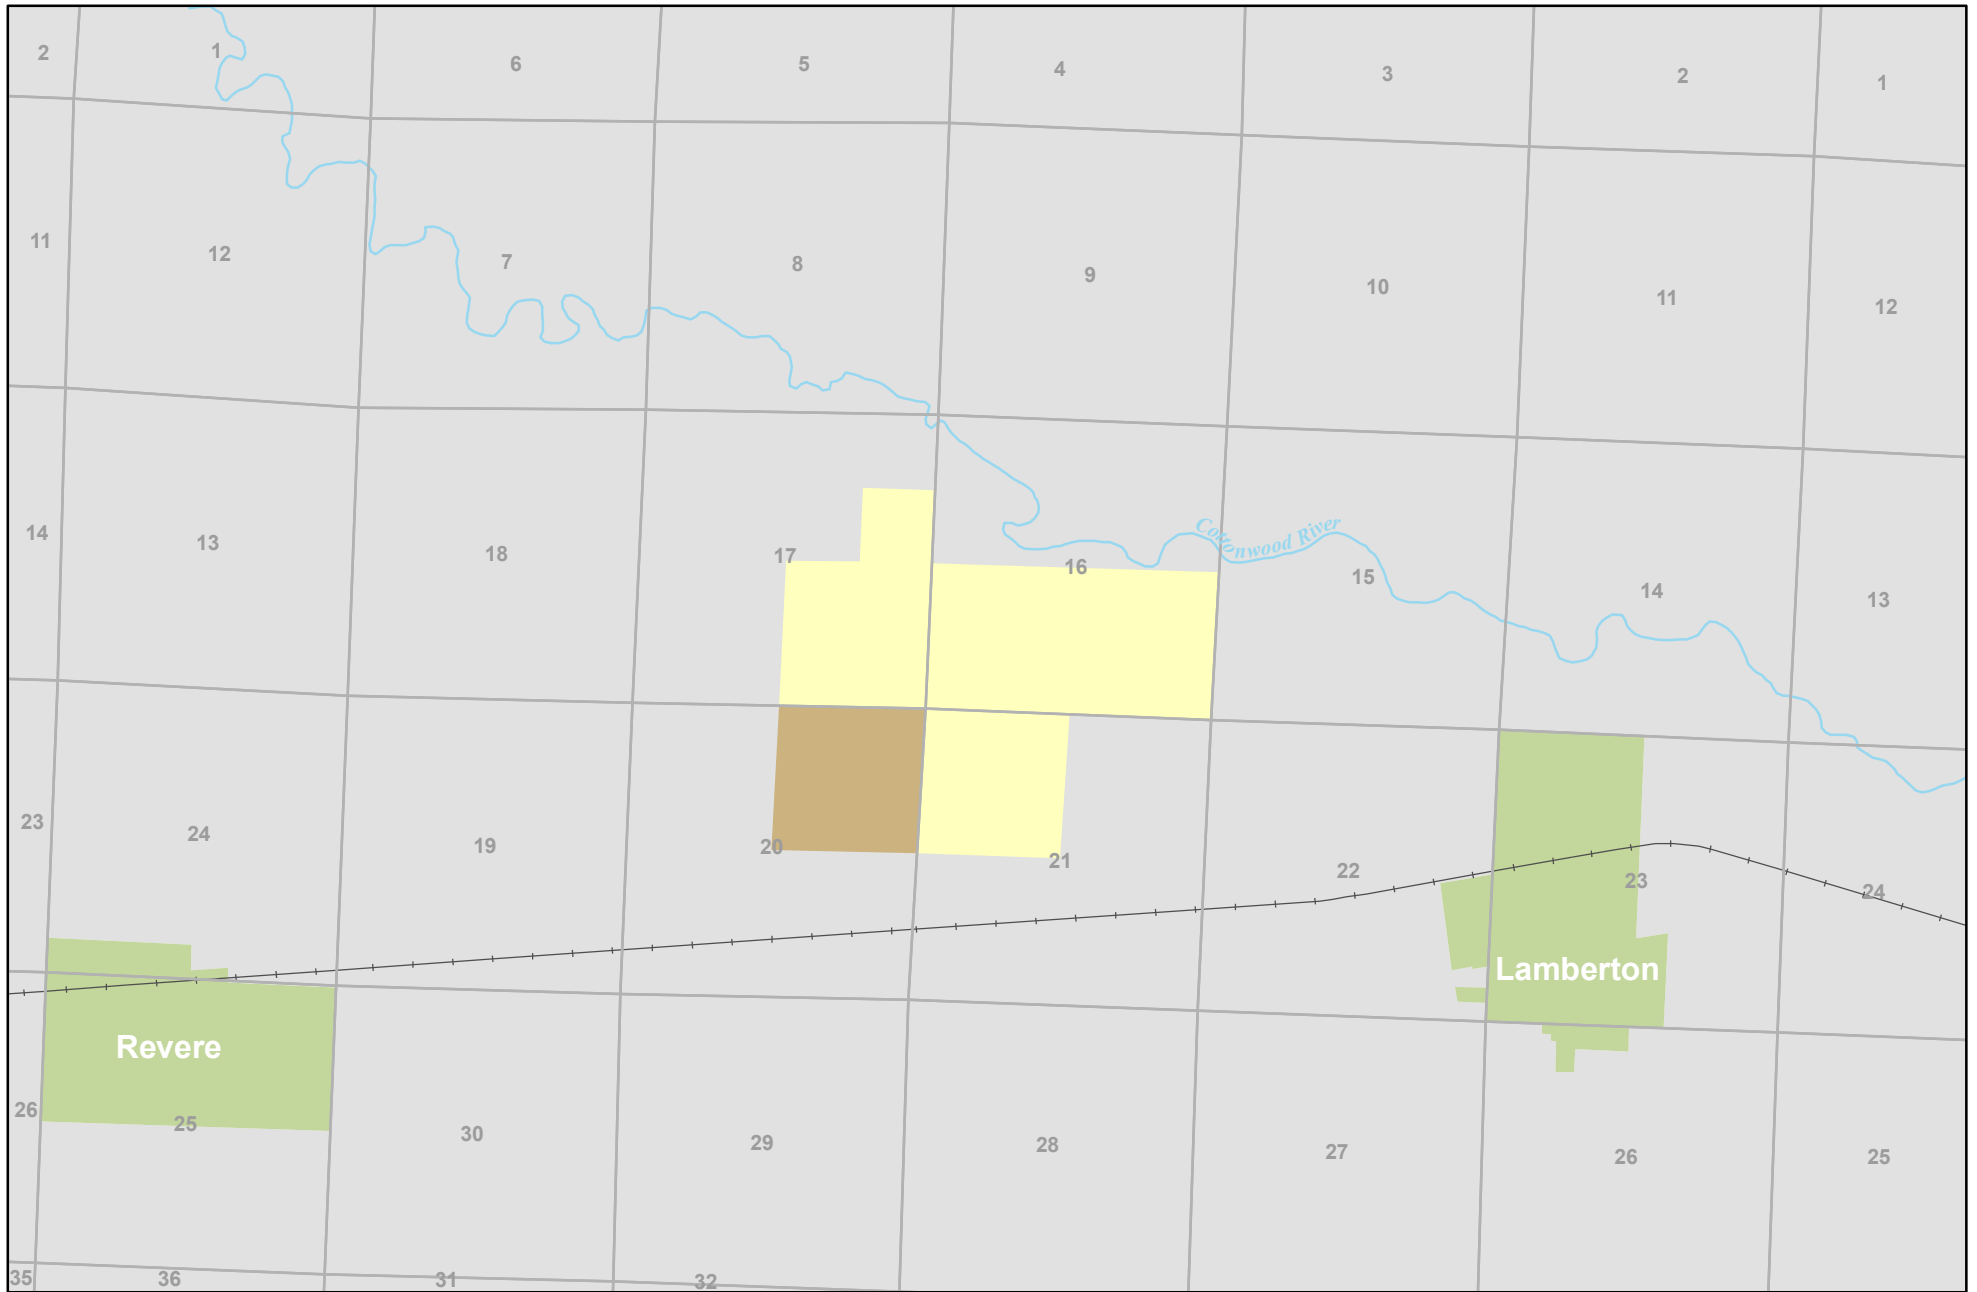 2 1 6 5 4 3 2 1
11 12 7 8 9 10 11 12
14 13 18 17 16 15 14 13
Cottonwood River
23 24 19 20 21 22 23 24
Lamberton
Revere
26 25 30 29 28 27 26 25
35 36 31 32